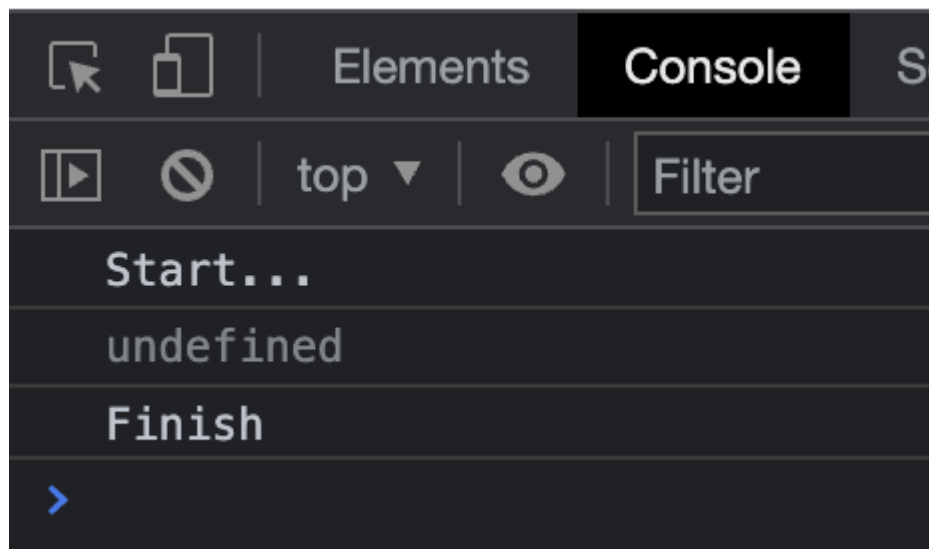 Elements Console S
top Filter
Start...
undefined
Finish